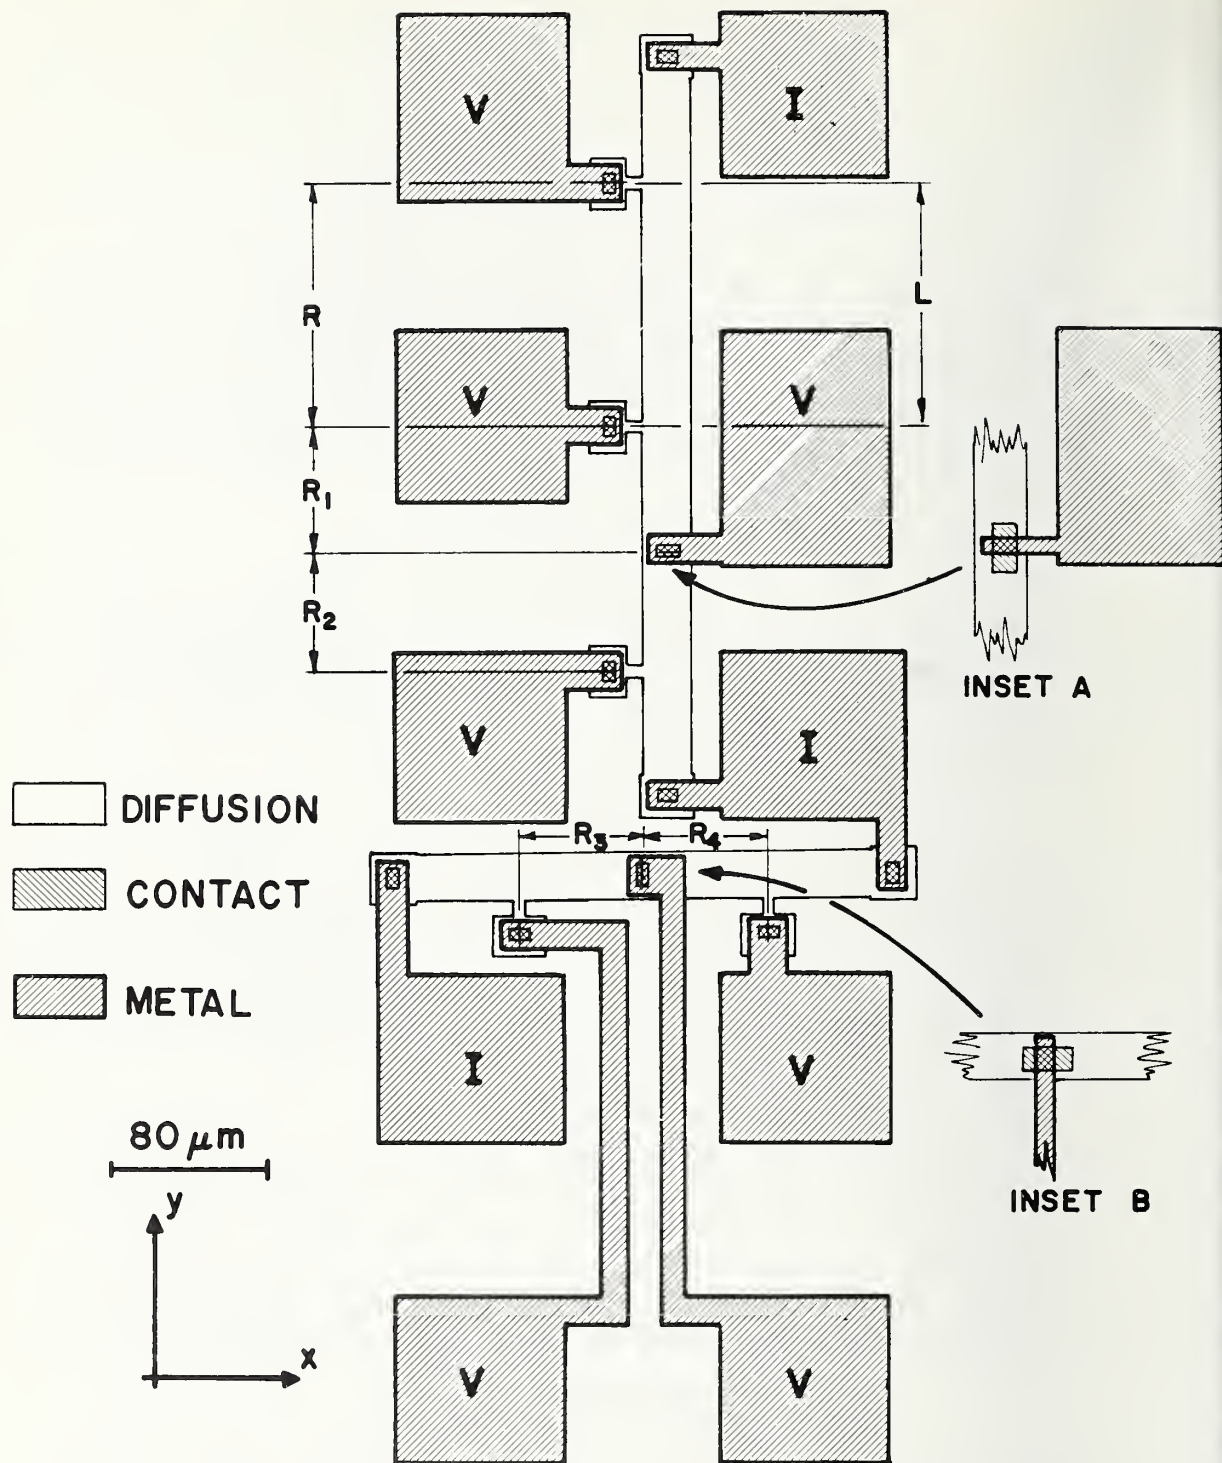 V
I
R
L
V
V
R₁
R₂
INSET A
V
I
DIFFUSION
R₃
R₄
CONTACT
METAL
I
V
80 μm
y
INSET B
x
V
V